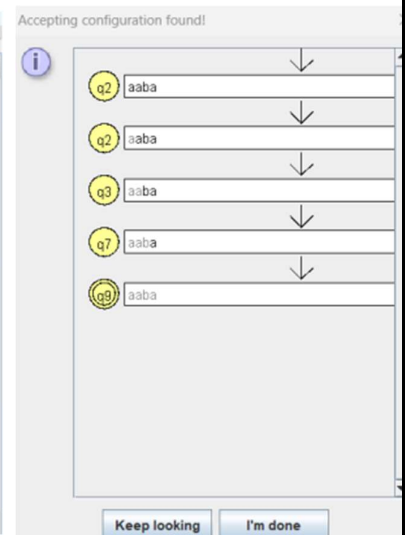 Accepting configuration found!
i
q2 aaba
q2 aaba
q3 aaba
q7 aaba
q9 aaba
Keep looking I'm done